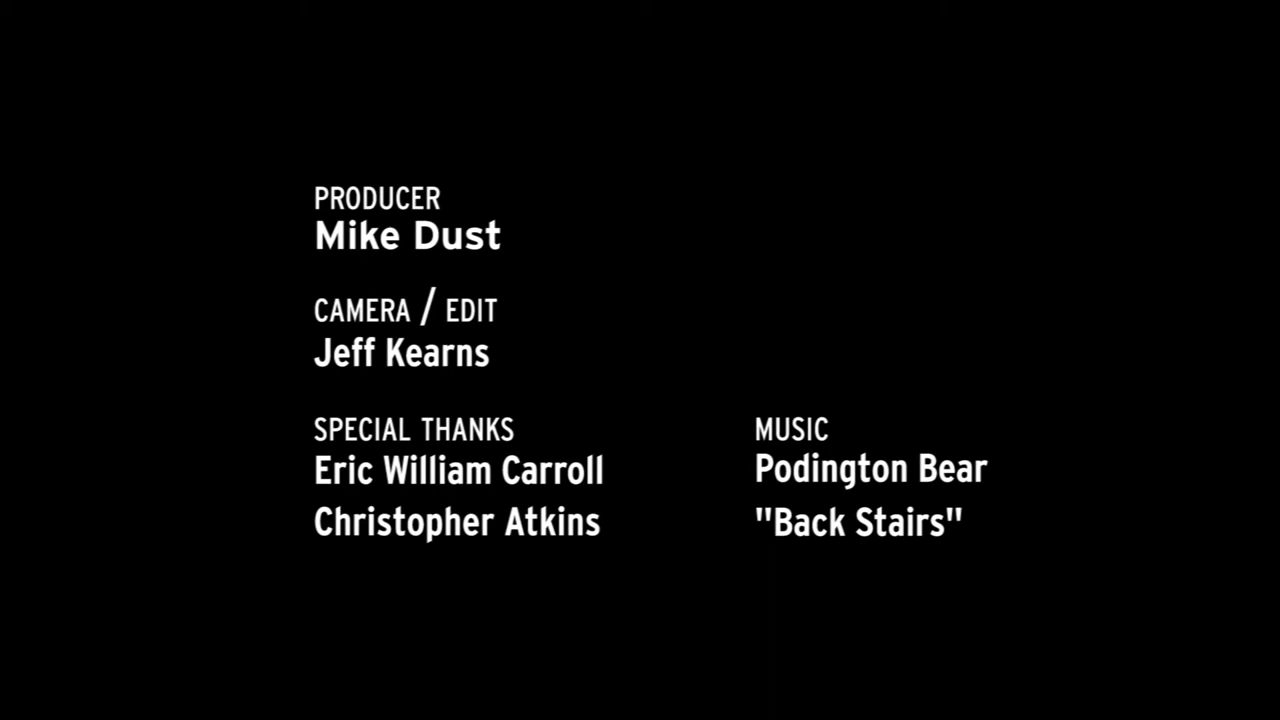 PRODUCER
Mike Dust
CAMERA / EDIT
Jeff Kearns
SPECIAL THANKS
Eric William Carroll
Christopher Atkins
MUSIC
Podington Bear
"Back Stairs"